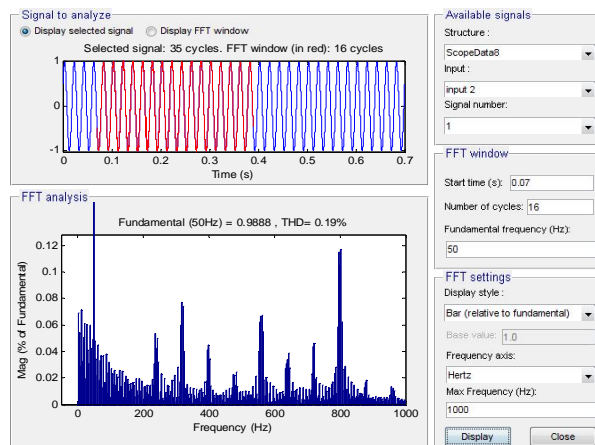 Signal to analyze
Display selected signal
Display FFT window
Selected signal: 35 cycles. FFT window (in red): 16 cycles
1
0
-1
0 0.1 0.2 0.3 0.4 0.5 0.6 0.7
Time (s)
FFT analysis
Fundamental (50Hz) = 0.9888 , THD= 0.19%
Mag (% of Fundamental)
0.12
0.1
0.08
0.06
0.04
0.02
0
0 200 400 600 800 1000
Frequency (Hz)
Available signals
Structure :
ScopeData8
Input :
input 2
Signal number:
1
FFT window
Start time (s): 0.07
Number of cycles: 16
Fundamental frequency (Hz):
50
FFT settings
Display style :
Bar (relative to fundamental)
Base value: 1.0
Frequency axis:
Hertz
Max Frequency (Hz):
1000
Display
Close